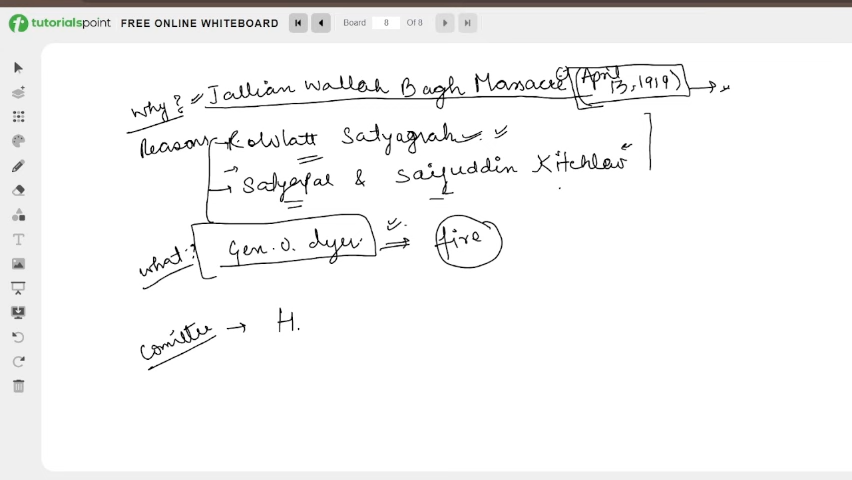 tutorialspoint FREE ONLINE WHITEBOARD Board 8 Of 8
Why? Jallian Wallah Bagh Massacre (April 13, 1919)
Reasons Rowlatt Satyagrah
Satyapal & Saifuddin Kitchlew
What? Gen. O. dyer fire
Comittee → H.